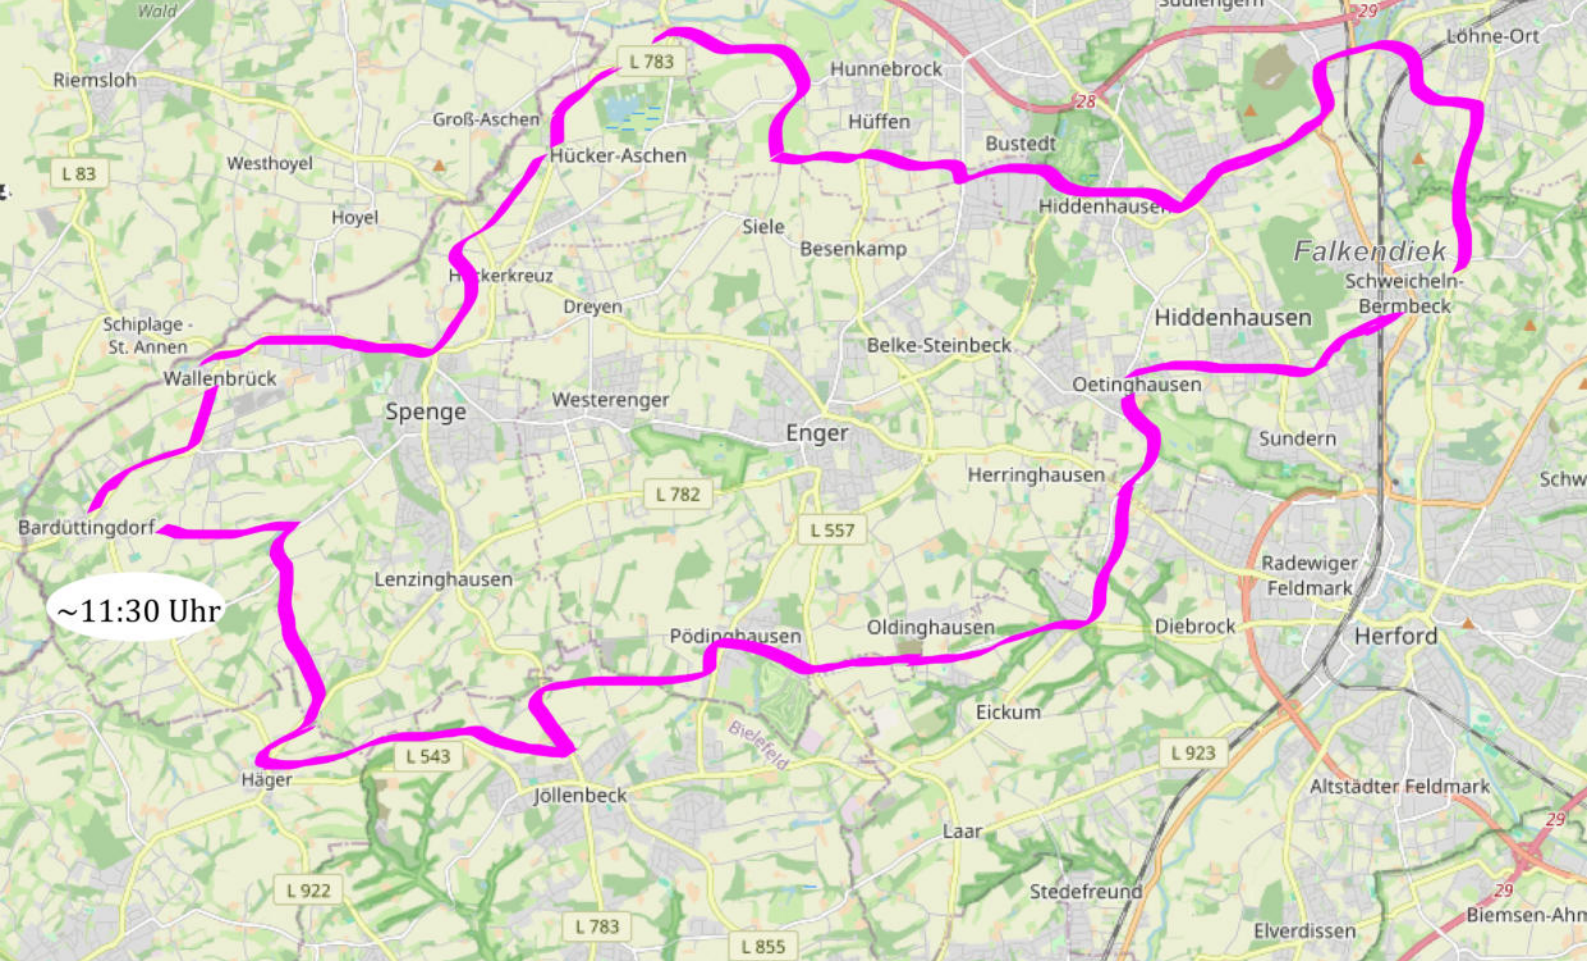 Wald
Südlengern
29
Löhne-Ort
Riemsloh
L 783
Hunnebrock
28
Groß-Aschen
Hüffen
Hücker-Aschen
Bustedt
Westhoyel
L 83
Hoyel
Hiddenhausen
Siele
Besenkamp
Falkendiek
Schweicheln-
Bermbeck
Dreyen
Hiddenhausen
Schiplage -
St. Annen
Belke-Steinbeck
Wallenbrück
Oetinghausen
Spenge
Westerenger
Enger
Sundern
Herringhausen
Schw
L 782
Bardüttingdorf
L 557
Lenzinghausen
Radewiger
Feldmark
~11:30 Uhr
Pödinghausen
Oldinghausen
Diebrock
Herford
Eickum
Bielefeld
L 543
L 923
Häger
Jöllenbeck
Altstädter Feldmark
Laar
29
L 922
Stedefreund
29
L 783
L 855
Elverdissen
Biemsen-Ahm